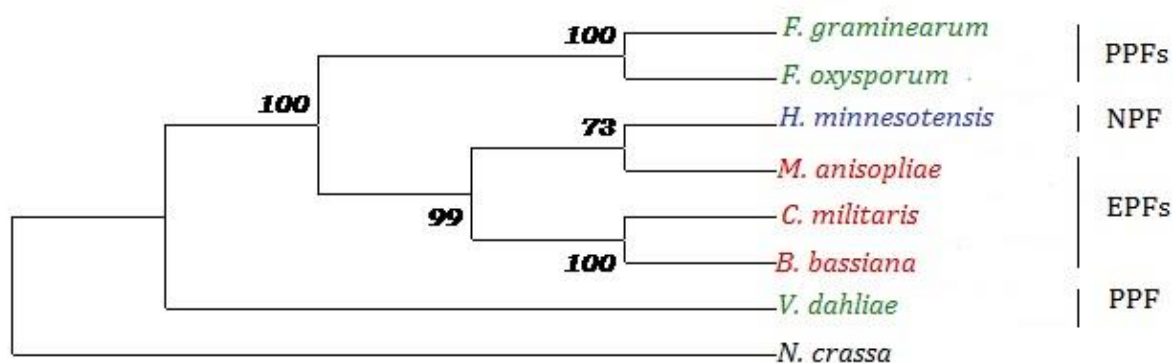 100
F. graminearum
PPFs
F. oxysporum
100
H. minnesotensis
NPF
73
M. anisopliae
99
C. militaris
EPFs
100
B. bassiana
V. dahliae
PPF
N. crassa